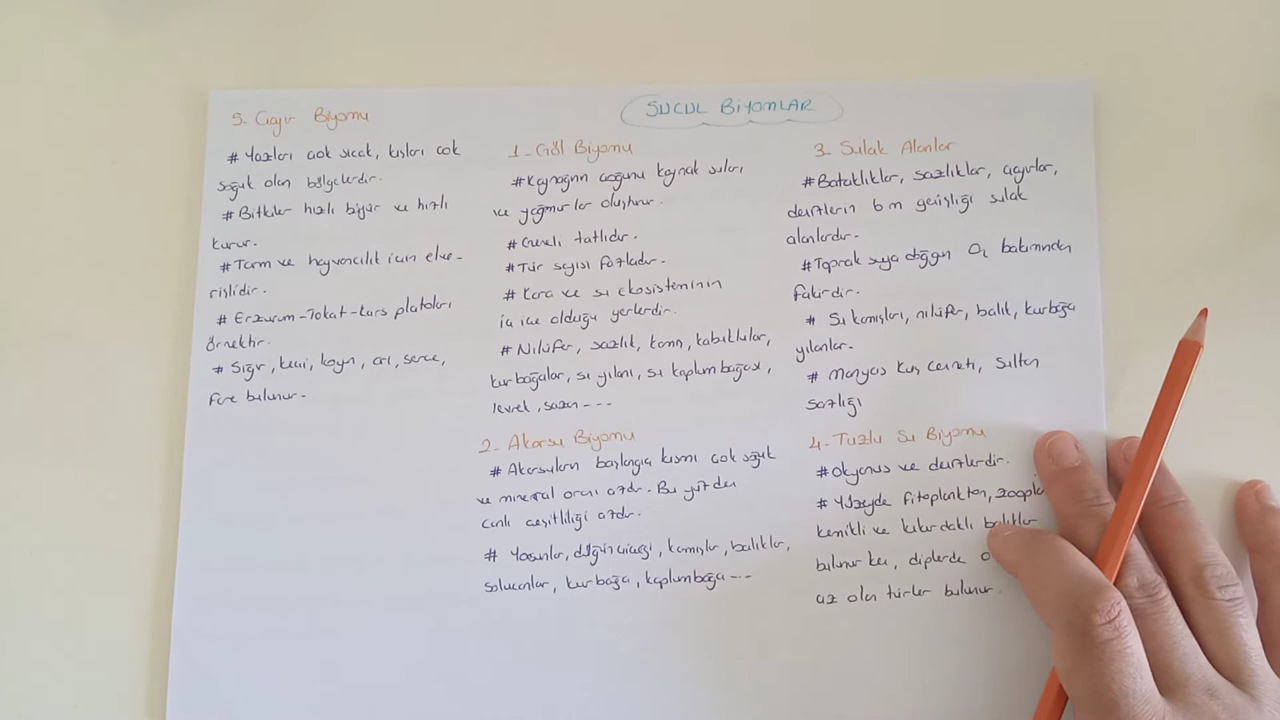 5- Çayır Biyomu
# Yazları çok sıcak, kışları çok
soğuk olan bölgelerdir.
# Bitkiler hızlı büyür ve hızlı
kurur.
# Tarım ve hayvancılık için elve-
rişlidir.
# Erzurum-Tokat-Kars platoları
örnektir.
# Sığır, keçi, koyun, arı, serçe,
fare bulunur.
SUCUL BİYOMLAR
1- Göl Biyomu
# Kaynağının çoğunu kaynak suları
ve yağmurlar oluşturur.
# Geneli tatlıdır.
# Tür sayısı fazladır.
# Kara ve su ekosisteminin
iç içe olduğu yerlerdir.
# Nilüfer, sazlık, kamış, kabuklular,
kurbağalar, su yılanı, su kaplumbağası,
levrek, sazan ---
2- Akarsu Biyomu
# Akarsuların başlangıç kısmı çok soğuk
ve mineral oranı azdır. Bu yüzden
canlı çeşitliliği azdır.
# Yosunlar, düğün çiçeği, kamışlar, balıklar,
solucanlar, kurbağa, kaplumbağa ---
3- Sulak Alanlar
# Bataklıklar, sazlıklar, çayırlar,
denizlerin 6 m genişliği sulak
alanlardır.
# Toprak suya doygun O₂ bakımından
fakirdir.
# Su kamışları, nilüfer, balık, kurbağa
yılanlar.
# Manyas Kuş Cenneti, Sultan
Sazlığı
4- Tuzlu Su Biyomu
# Okyanus ve denizlerdir.
# Yüzeyde fitoplankton, zoopla
kemikli ve kıkırdaklı balıklar
bulunur ken, diplerde
az olan türler bulunur.